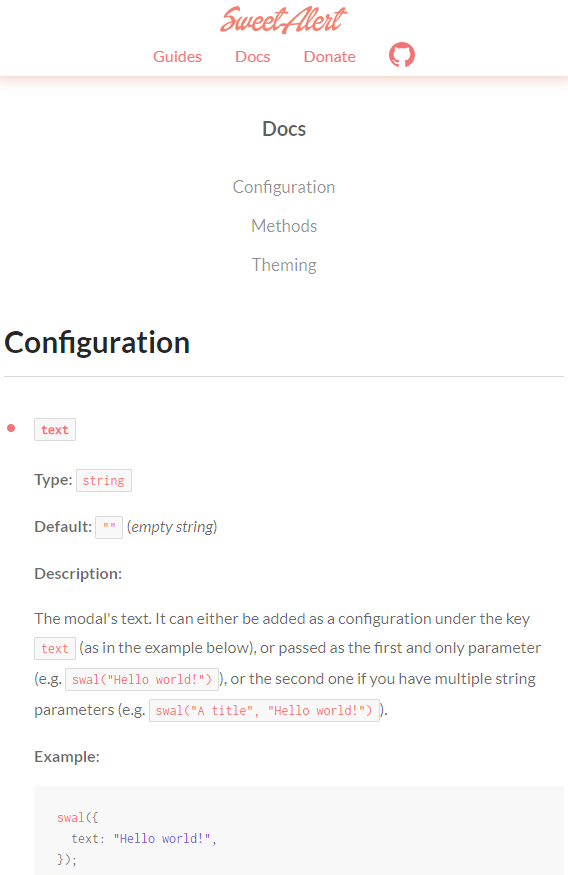 SweetAlert
Guides Docs Donate
Docs
Configuration
Methods
Theming
Configuration
text
Type: string
Default: "" (empty string)
Description:
The modal's text. It can either be added as a configuration under the key
text (as in the example below), or passed as the first and only parameter
(e.g. swal("Hello world!") ), or the second one if you have multiple string
parameters (e.g. swal("A title", "Hello world!") ).
Example:
swal({
  text: "Hello world!",
});